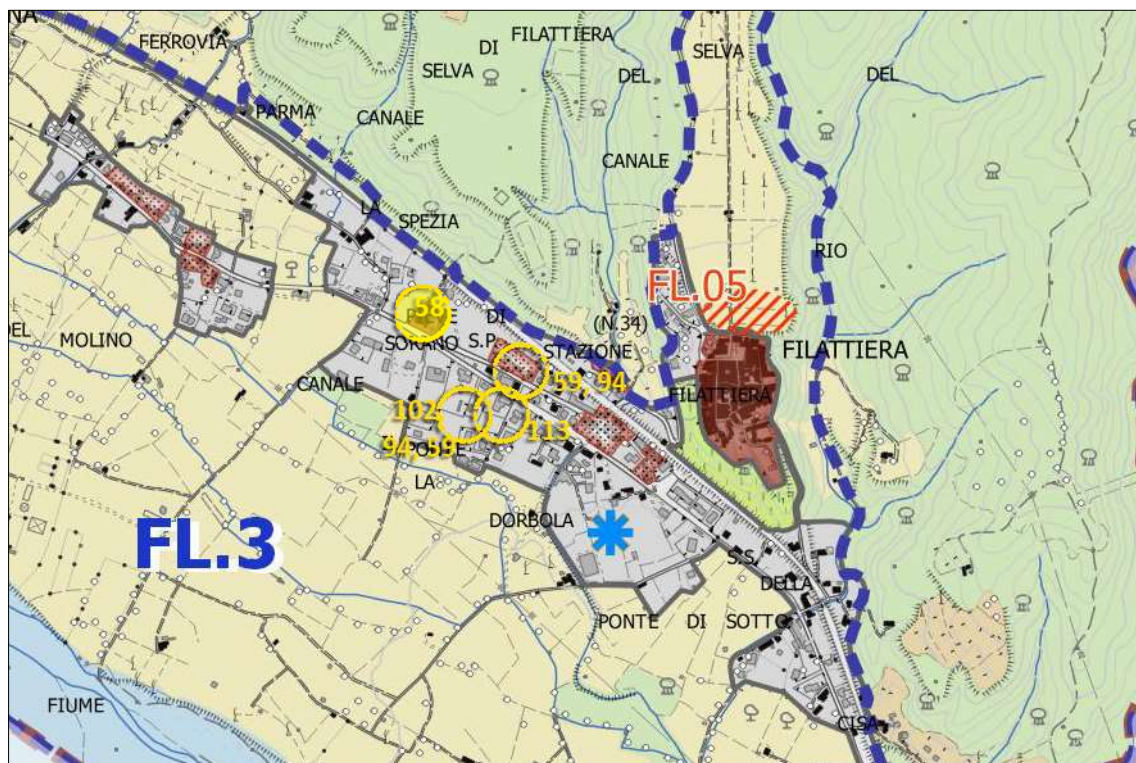 NA
FERROVIA
DI FILATTIERA
SELVA
SELVA
DEL
DEL
PARMA
CANALE
CANALE
LA
SPEZIA
RIO
FL.05
58
DI
(N.34)
DEL
MOLINO
SORANO
S.P.
STAZIONE
FILATTIERA
CANALE
59, 94
FILATTIERA
102
113
94, 59
LA
DORBOLA
FL.3
S.S.
DELLA
PONTE DI SOTTO
FIUME
CISA